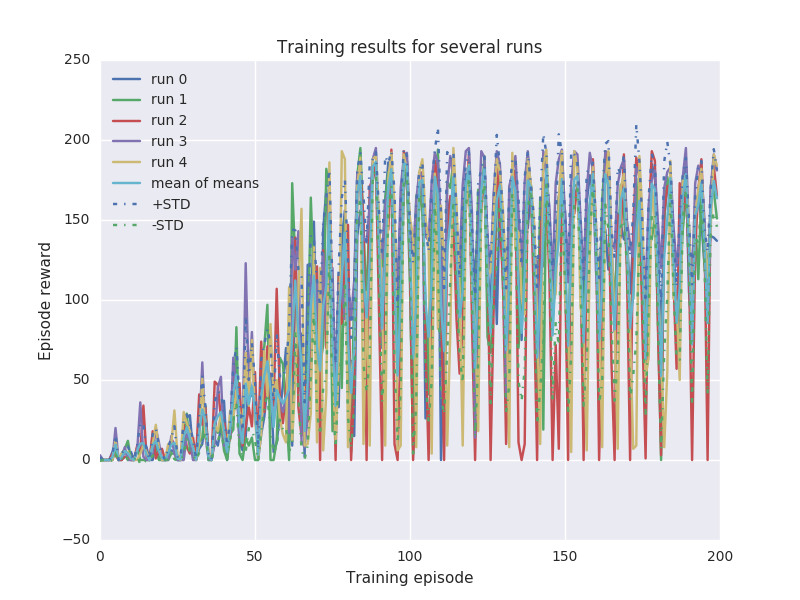 Training results for several runs
250
200
150
100
50
0
−50
run 0
run 1
run 2
run 3
run 4
mean of means
+STD
-STD
Episode reward
0 50 100 150 200
Training episode